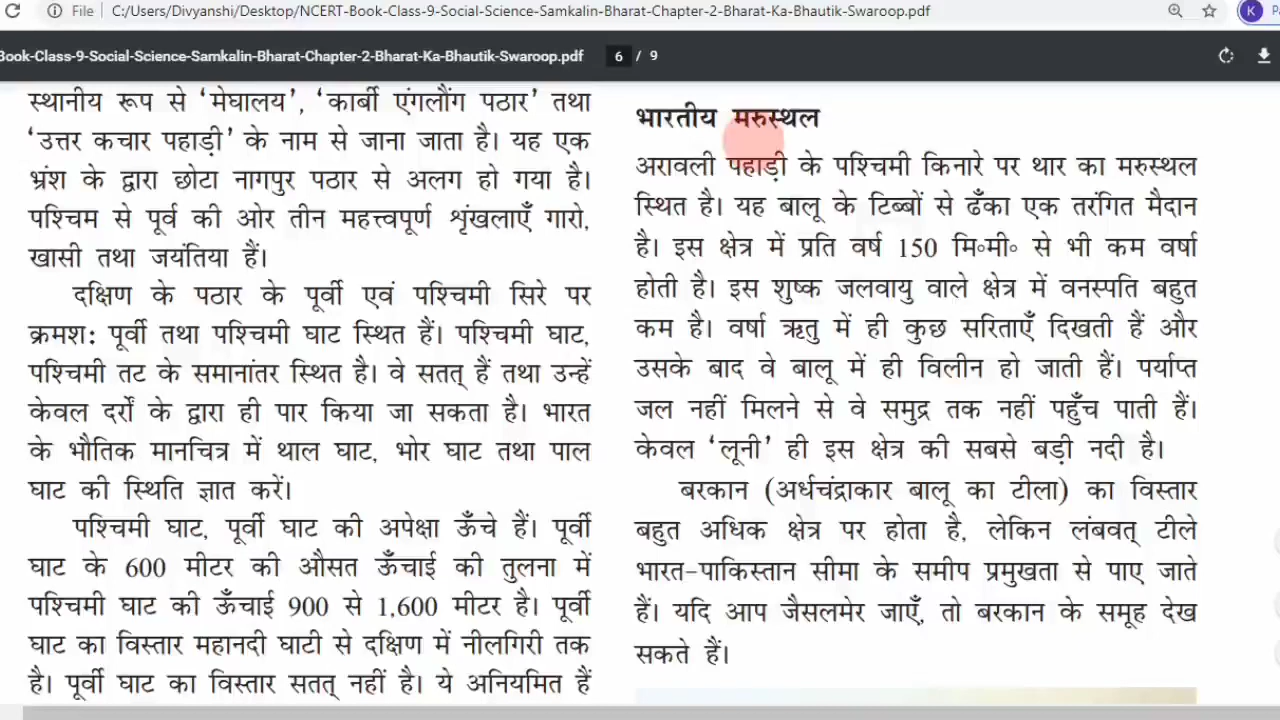 File C:/Users/Divyanshi/Desktop/NCERT-Book-Class-9-Social-Science-Samkalin-Bharat-Chapter-2-Bharat-Ka-Bhautik-Swaroop.pdf K
Book-Class-9-Social-Science-Samkalin-Bharat-Chapter-2-Bharat-Ka-Bhautik-Swaroop.pdf 6 / 9
स्थानीय रूप से ‘मेघालय’, ‘कार्बी एंगलौंग पठार’ तथा
‘उत्तर कचार पहाड़ी’ के नाम से जाना जाता है। यह एक
भ्रंश के द्वारा छोटा नागपुर पठार से अलग हो गया है।
पश्चिम से पूर्व की ओर तीन महत्त्वपूर्ण शृंखलाएँ गारो,
खासी तथा जयंतिया हैं।
दक्षिण के पठार के पूर्वी एवं पश्चिमी सिरे पर
क्रमशः पूर्वी तथा पश्चिमी घाट स्थित हैं। पश्चिमी घाट,
पश्चिमी तट के समानांतर स्थित है। वे सतत् हैं तथा उन्हें
केवल दर्रों के द्वारा ही पार किया जा सकता है। भारत
के भौतिक मानचित्र में थाल घाट, भोर घाट तथा पाल
घाट की स्थिति ज्ञात करें।
पश्चिमी घाट, पूर्वी घाट की अपेक्षा ऊँचे हैं। पूर्वी
घाट के 600 मीटर की औसत ऊँचाई की तुलना में
पश्चिमी घाट की ऊँचाई 900 से 1,600 मीटर है। पूर्वी
घाट का विस्तार महानदी घाटी से दक्षिण में नीलगिरी तक
है। पूर्वी घाट का विस्तार सतत् नहीं है। ये अनियमित हैं
भारतीय मरुस्थल
अरावली पहाड़ी के पश्चिमी किनारे पर थार का मरुस्थल
स्थित है। यह बालू के टिब्बों से ढँका एक तरंगित मैदान
है। इस क्षेत्र में प्रति वर्ष 150 मि॰मी॰ से भी कम वर्षा
होती है। इस शुष्क जलवायु वाले क्षेत्र में वनस्पति बहुत
कम है। वर्षा ऋतु में ही कुछ सरिताएँ दिखती हैं और
उसके बाद वे बालू में ही विलीन हो जाती हैं। पर्याप्त
जल नहीं मिलने से वे समुद्र तक नहीं पहुँच पाती हैं।
केवल ‘लूनी’ ही इस क्षेत्र की सबसे बड़ी नदी है।
बरकान (अर्धचंद्राकार बालू का टीला) का विस्तार
बहुत अधिक क्षेत्र पर होता है, लेकिन लंबवत् टीले
भारत-पाकिस्तान सीमा के समीप प्रमुखता से पाए जाते
हैं। यदि आप जैसलमेर जाएँ, तो बरकान के समूह देख
सकते हैं।